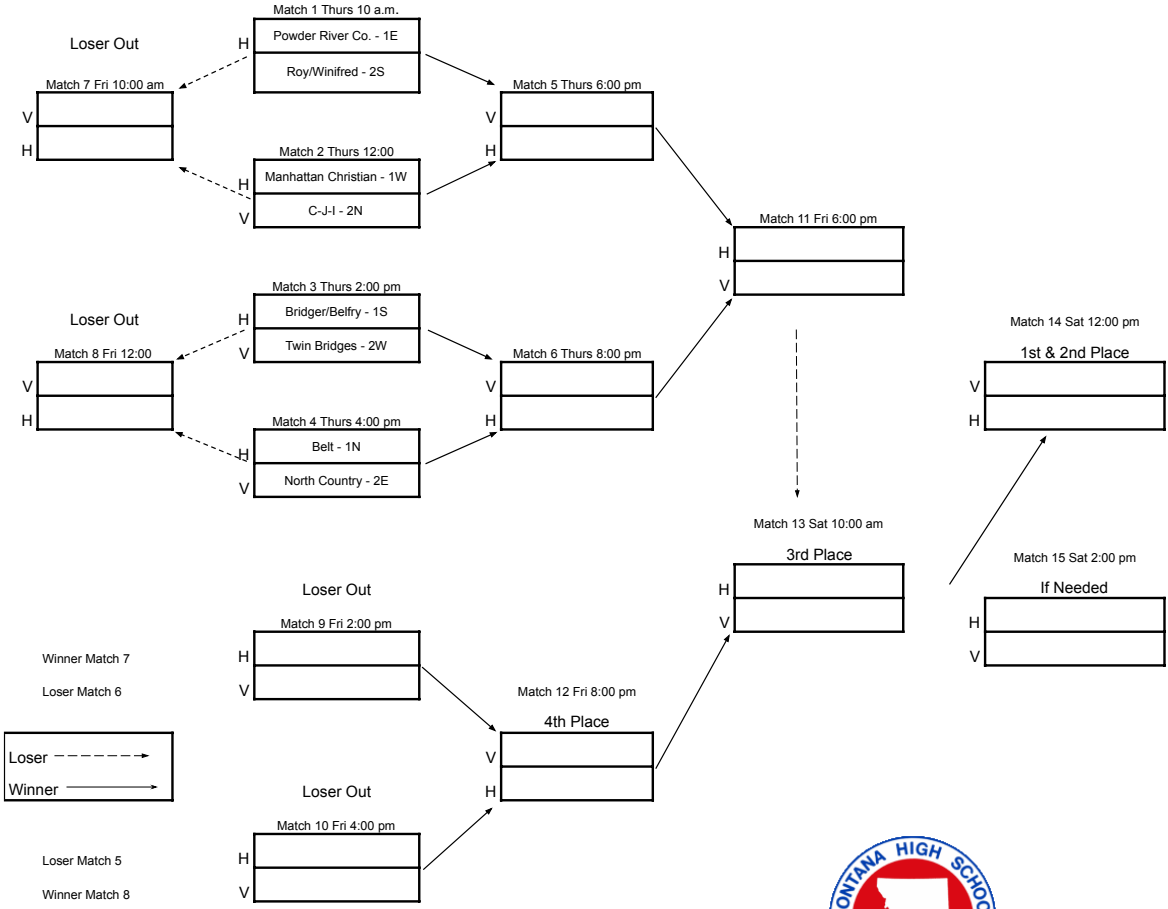 Match 1 Thurs 10 a.m.
Loser Out
H
Powder River Co. - 1E
Roy/Winifred - 2S
Match 7 Fri 10:00 am
V
H
Match 5 Thurs 6:00 pm
V
H
Match 2 Thurs 12:00
H
Manhattan Christian - 1W
V
C-J-I - 2N
Match 11 Fri 6:00 pm
H
V
Match 3 Thurs 2:00 pm
Loser Out
H
Bridger/Belfry - 1S
V
Twin Bridges - 2W
Match 8 Fri 12:00
V
H
Match 6 Thurs 8:00 pm
V
H
Match 14 Sat 12:00 pm
1st & 2nd Place
V
H
Match 4 Thurs 4:00 pm
H
Belt - 1N
V
North Country - 2E
Match 13 Sat 10:00 am
3rd Place
H
V
Match 15 Sat 2:00 pm
If Needed
H
V
Loser Out
Match 9 Fri 2:00 pm
Winner Match 7
H
Loser Match 6
V
Match 12 Fri 8:00 pm
4th Place
V
H
Loser
Winner
Loser Out
Match 10 Fri 4:00 pm
Loser Match 5
H
Winner Match 8
V
HIGH